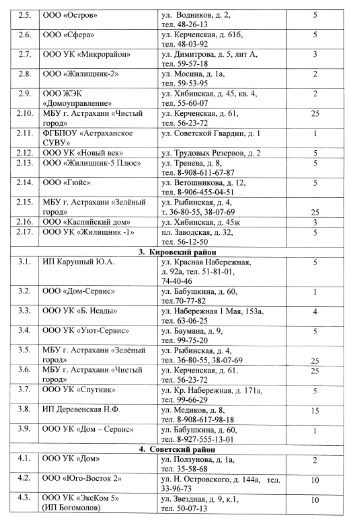 2.5. ООО «Остров» ул. Водников, д. 2, 5
тел. 48-26-13
2.6. ООО «Сфера» ул. Керченская, д. 61б, 5
тел. 48-03-92
2.7. ООО УК «Микрорайон» ул. Димитрова, д. 5, лит А, 3
тел. 59-57-18
2.8. ООО «Жилищник-2» ул. Мосина, д. 1а, 2
тел. 59-53-95
2.9. ООО ЖЭК ул. Хибинская, д. 45, кв. 4, 2
«Домоуправление» тел. 55-60-07
2.10. МБУ г. Астрахани «Чистый ул. Керченская, д. 61, 25
город» тел. 56-23-72
2.11. ФГБПОУ «Астраханское ул. Советской Гвардии, д. 1 1
СУВУ»
2.12. ООО УК «Новый век» ул. Трудовых Резервов, д. 2 5
2.13. ООО «Жилищник-5 Плюс» ул. Тренева, д. 8, 5
тел. 8-908-611-67-87
2.14. ООО «Гюйс» ул. Ветошникова, д. 12, 5
тел. 8-906-455-04-51
2.15. МБУ г. Астрахани «Зелёный ул. Рыбинская, д. 4,
город» т. 36-80-55, 38-07-69 25
2.16. ООО «Каспийский дом» ул. Хибинская, д. 45ж 3
2.17. ООО УК «Жилищник -1» пл. Заводская, д. 32, 5
тел. 56-12-50
3. Кировский район
3.1. ИП Карунный Ю.А. ул. Красная Набережная, 5
д. 92а, тел. 51-81-01,
74-40-46
3.2. ООО «Дом-Сервис» ул. Бабушкина, д. 60, 1
тел.70-77-82
3.3. ООО УК «Б. Исады» ул. Набережная 1 Мая, 153а, 4
тел. 63-06-25
3.4. ООО УК «Уют-Сервис» ул. Баумана, д. 9, 5
тел. 99-75-20
3.5. МБУ г. Астрахани «Зелёный ул. Рыбинская, д. 4,
город» тел. 36-80-55, 38-07-69 25
3.6. МБУ г. Астрахани «Чистый ул. Керченская, д. 61, 25
город» тел. 56-23-72
3.7. ООО УК «Спутник» ул. Кр. Набережная, д. 171а, 5
тел. 99-66-29
3.8. ИП Деревенская Н.Ф. ул. Медиков, д. 8, 15
тел. 8-908-617-98-18
3.9. ООО УК «Дом – Сервис» ул. Бабушкина, д. 60, 1
тел. 8-927-555-13-01
4. Советский район
4.1. ООО УК «Дом» ул. Ползунова, д. 1а, 2
тел. 35-58-68
4.2. ООО «Юго-Восток 2» ул. Н. Островского, д. 144а, тел. 10
33-96-73
4.3. ООО УК «ЭксКом 5» ул. Звездная, д. 9, к.1, 10
(ИП Богомолов) тел. 50-07-13